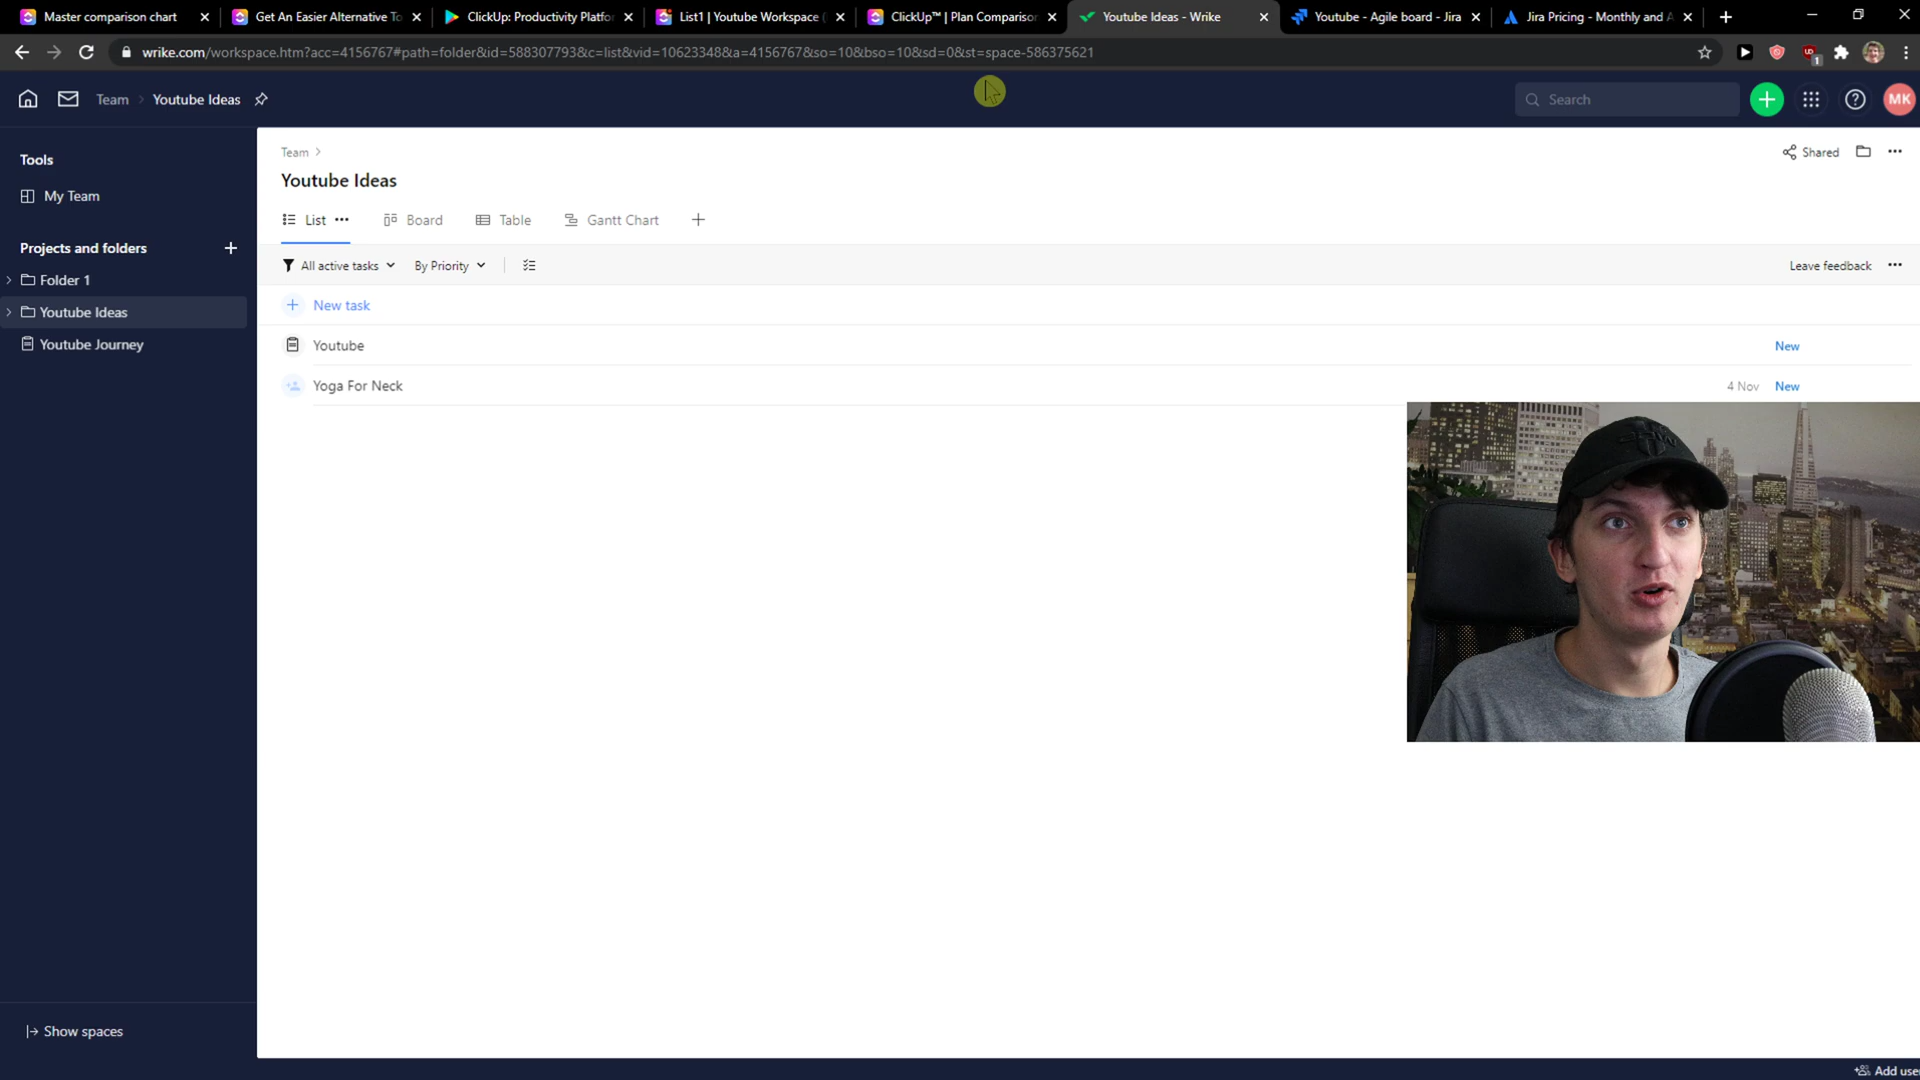 Master comparison chart
Get An Easier Alternative To
ClickUp: Productivity Platfor
List1 | Youtube Workspace (
ClickUp™ | Plan Comparison
Youtube Ideas - Wrike
Youtube - Agile board - Jira
Jira Pricing - Monthly and A
wrike.com/workspace.htm?acc=4156767#path=folder&id=588307793&c=list&vid=10623348&a=4156767&so=10&bso=10&sd=0&st=space-586375621
1
Team > Youtube Ideas
Search
MK
Tools
My Team
Projects and folders
Folder 1
Youtube Ideas
Youtube Journey
Show spaces
Team >
Shared
Youtube Ideas
List
Board
Table
Gantt Chart
All active tasks
By Priority
Leave feedback
New task
Youtube
New
Yoga For Neck
4 Nov
New
Add use